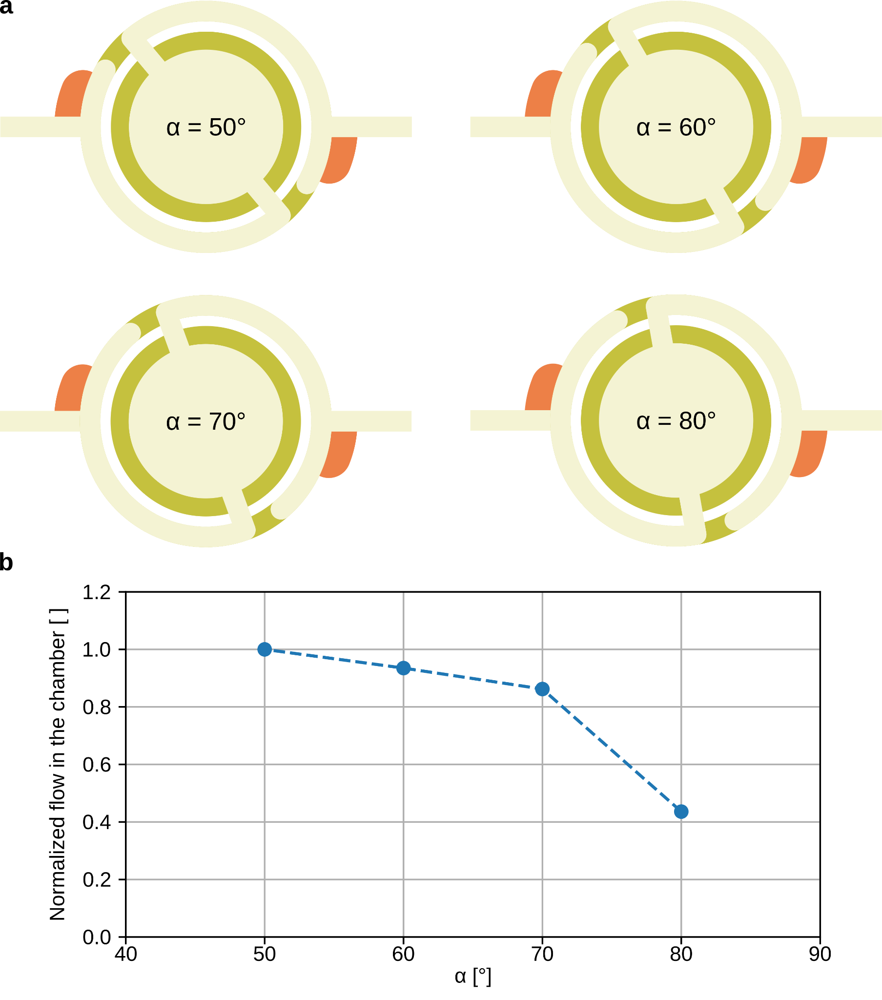 a
α = 50°
α = 60°
α = 70°
α = 80°
b
Normalized flow in the chamber [ ]
1.2
1.0
0.8
0.6
0.4
0.2
0.0
40 50 60 70 80 90
α [°]